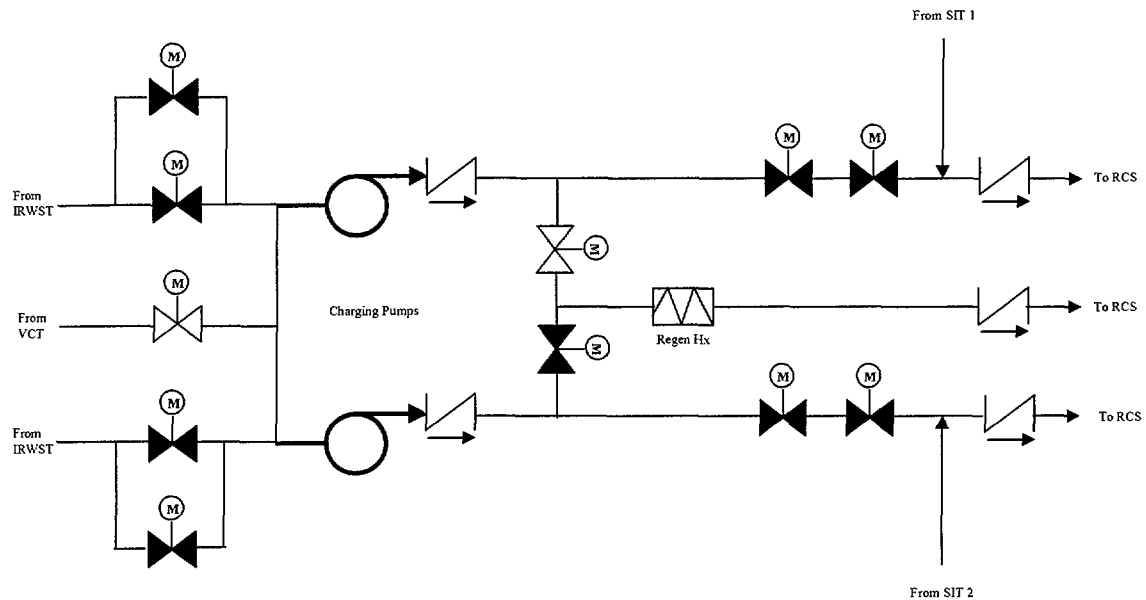 From SIT 1
M
M
M
M
From
IRWST
To RCS
M
M
Charging Pumps
From
VCT
To RCS
Regen Hx
M
M
M
M
From
IRWST
To RCS
M
From SIT 2